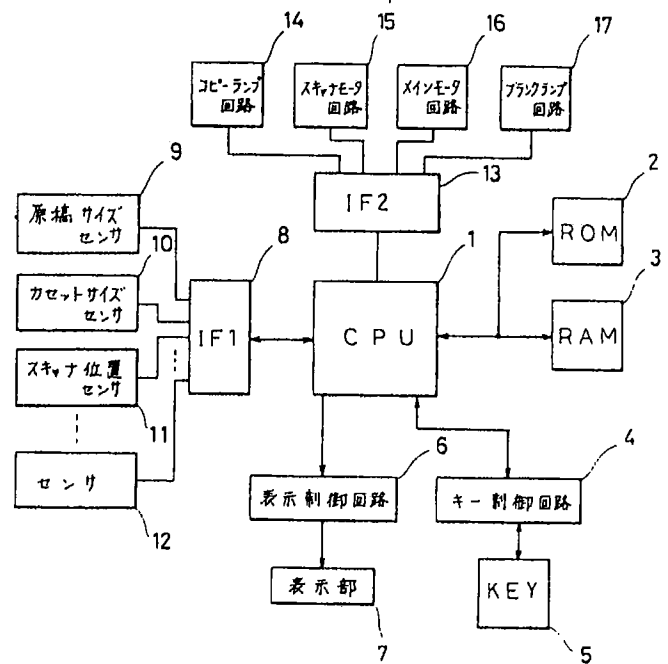 14
15
16
17
コピーランプ
回路
スキャナモータ
回路
メインモータ
回路
ブランクランプ
回路
9
13
2
原稿サイズ
センサ
IF2
ROM
10
8
1
3
カセットサイズ
センサ
IF1
CPU
RAM
スキャナ位置
センサ
11
6
4
センサ
12
表示制御回路
キー制御回路
表示部
KEY
7
5